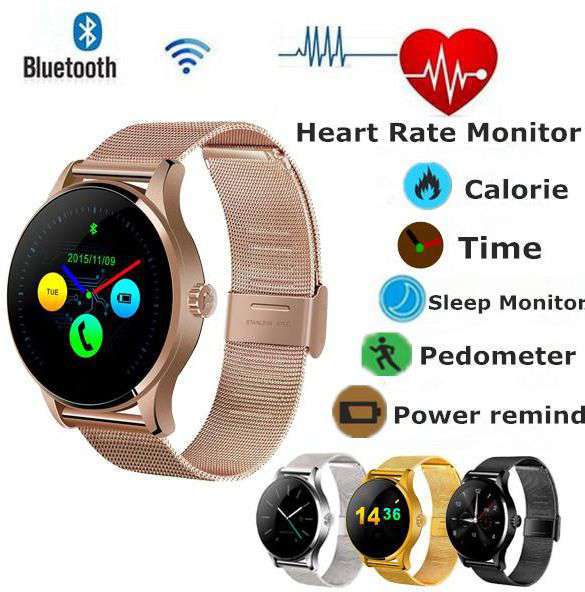 Bluetooth
Heart Rate Monitor
Calorie
Time
Sleep Monitor
Pedometer
Power remind
2015/11/09
TUE
14 36